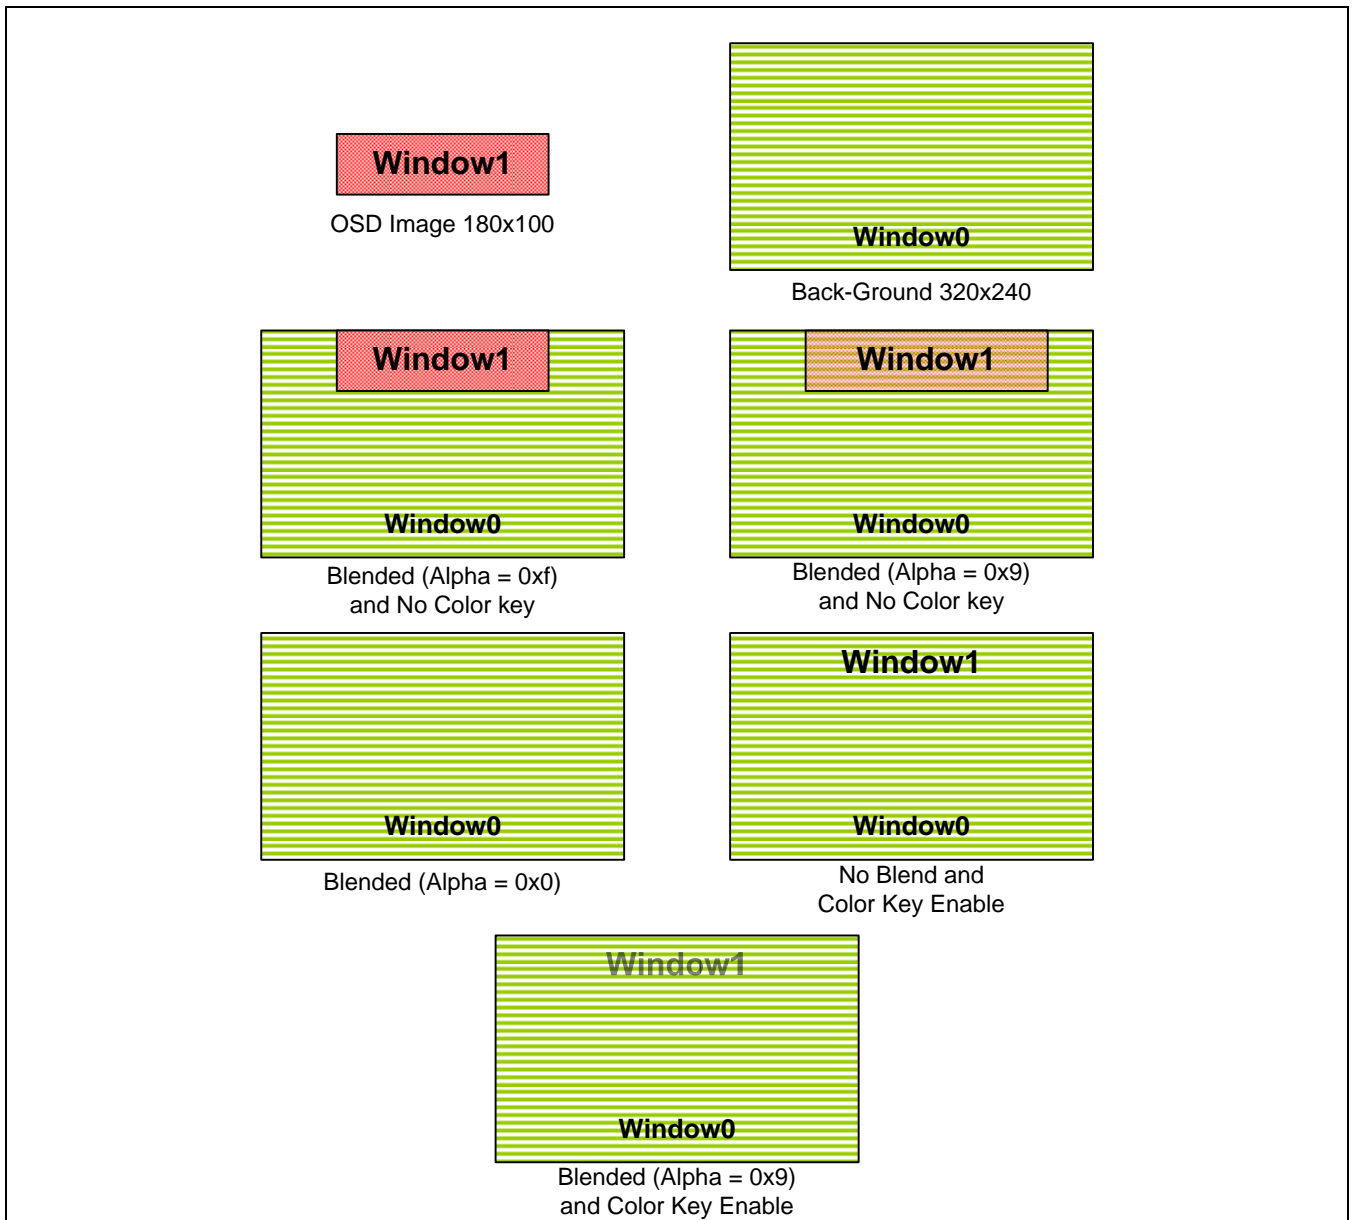 Window1
OSD Image 180x100
Window0
Back-Ground 320x240
Window1
Window0
Blended (Alpha = 0xf)
and No Color key
Window1
Window0
Blended (Alpha = 0x9)
and No Color key
Window0
Blended (Alpha = 0x0)
Window1
Window0
No Blend and
Color Key Enable
Window1
Window0
Blended (Alpha = 0x9)
and Color Key Enable